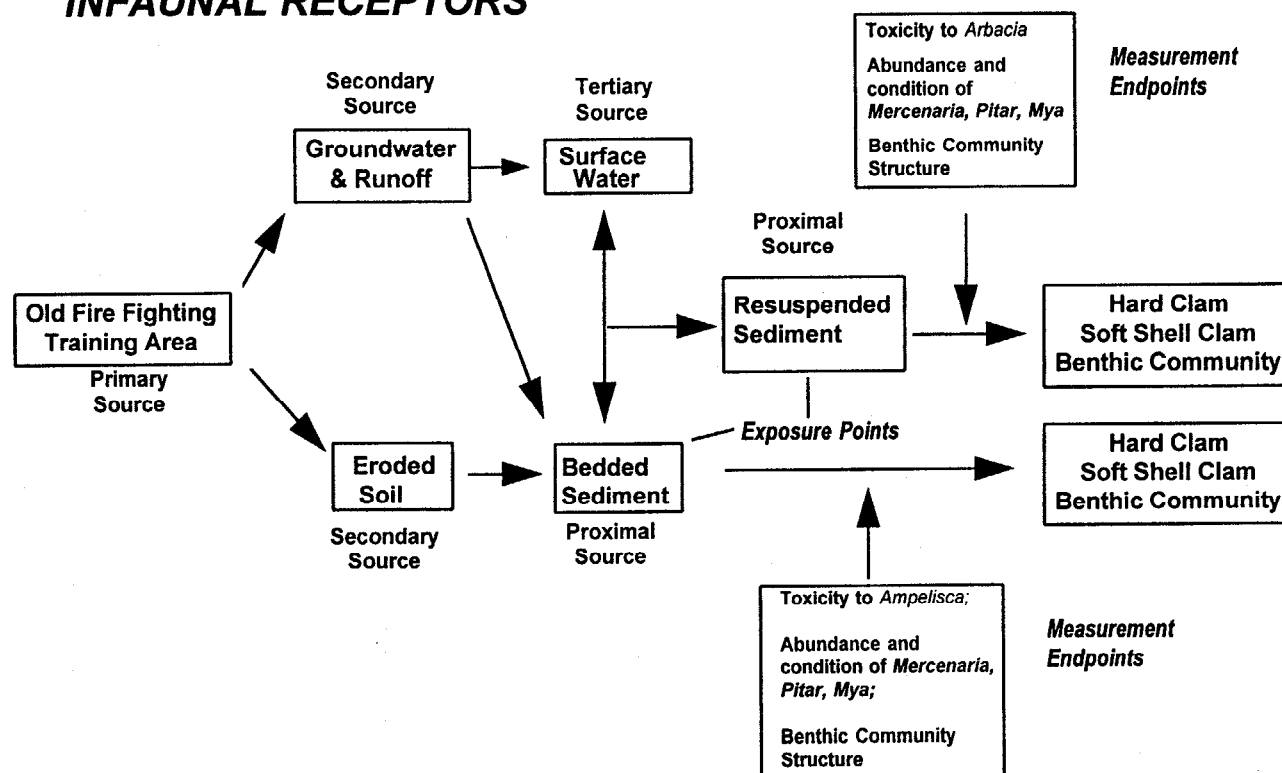 INFAUNAL RECEPTORS
Toxicity to Arbacia
Abundance and
condition of
Mercenaria, Pitar, Mya
Benthic Community
Structure
Measurement
Endpoints
Secondary
Source
Groundwater
& Runoff
Tertiary
Source
Surface
Water
Proximal
Source
Resuspended
Sediment
Hard Clam
Soft Shell Clam
Benthic Community
Old Fire Fighting
Training Area
Primary
Source
Exposure Points
Eroded
Soil
Secondary
Source
Bedded
Sediment
Proximal
Source
Hard Clam
Soft Shell Clam
Benthic Community
Toxicity to Ampelisca;
Abundance and
condition of Mercenaria,
Pitar, Mya;
Benthic Community
Structure
Measurement
Endpoints